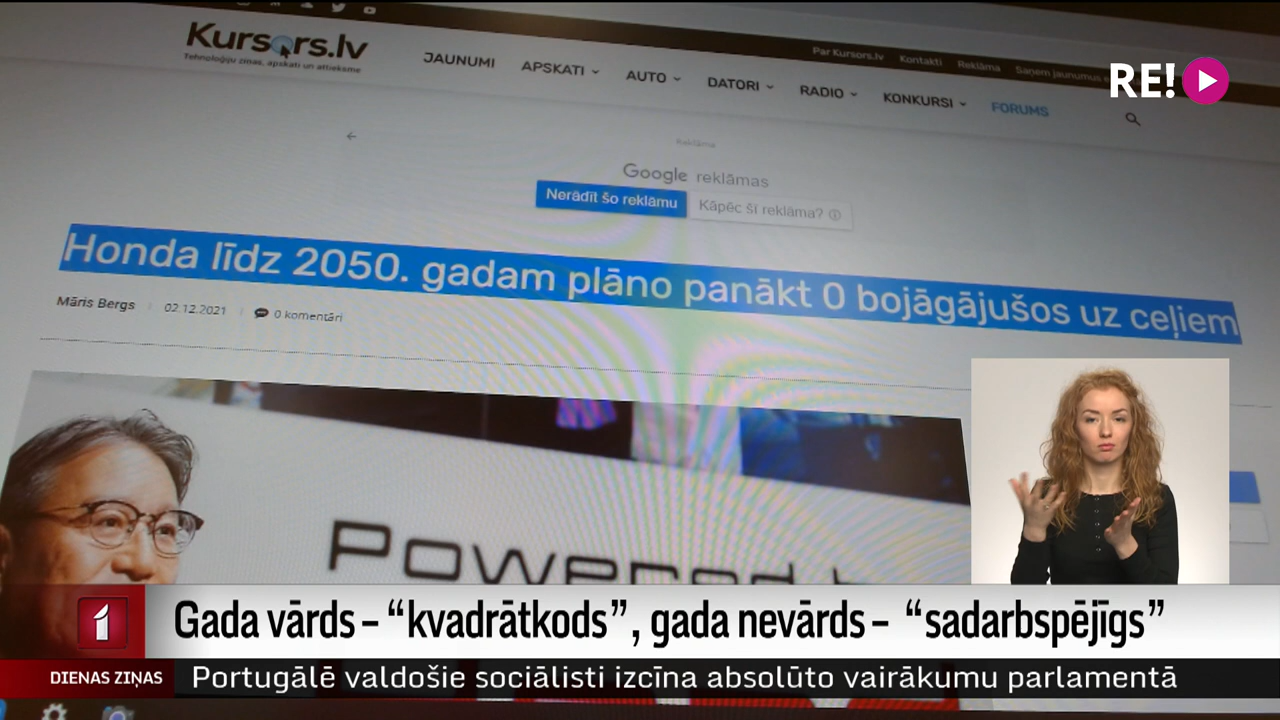 Kursors.lv
Tehnoloģiju ziņas, apskati un atticksme
JAUNUMI APSKATI AUTO DATORI RADIO KONKURSI FORUMS
Par Kursors.lv Kontakti Reklāma Saņem jaunumus
RE!
Reklāma
Google reklāmas
Nerādīt šo reklāmu Kāpēc šī reklāma?
Honda līdz 2050. gadam plāno panākt 0 bojāgājušos uz ceļiem
Māris Bergs 02.12.2021 0 komentāri
Powered
1 Gada vārds – “kvadrātkods”, gada nevārds – “sadarbspējīgs”
DIENAS ZIŅAS Portugālē valdošie sociālisti izcīna absolūto vairākumu parlamentā